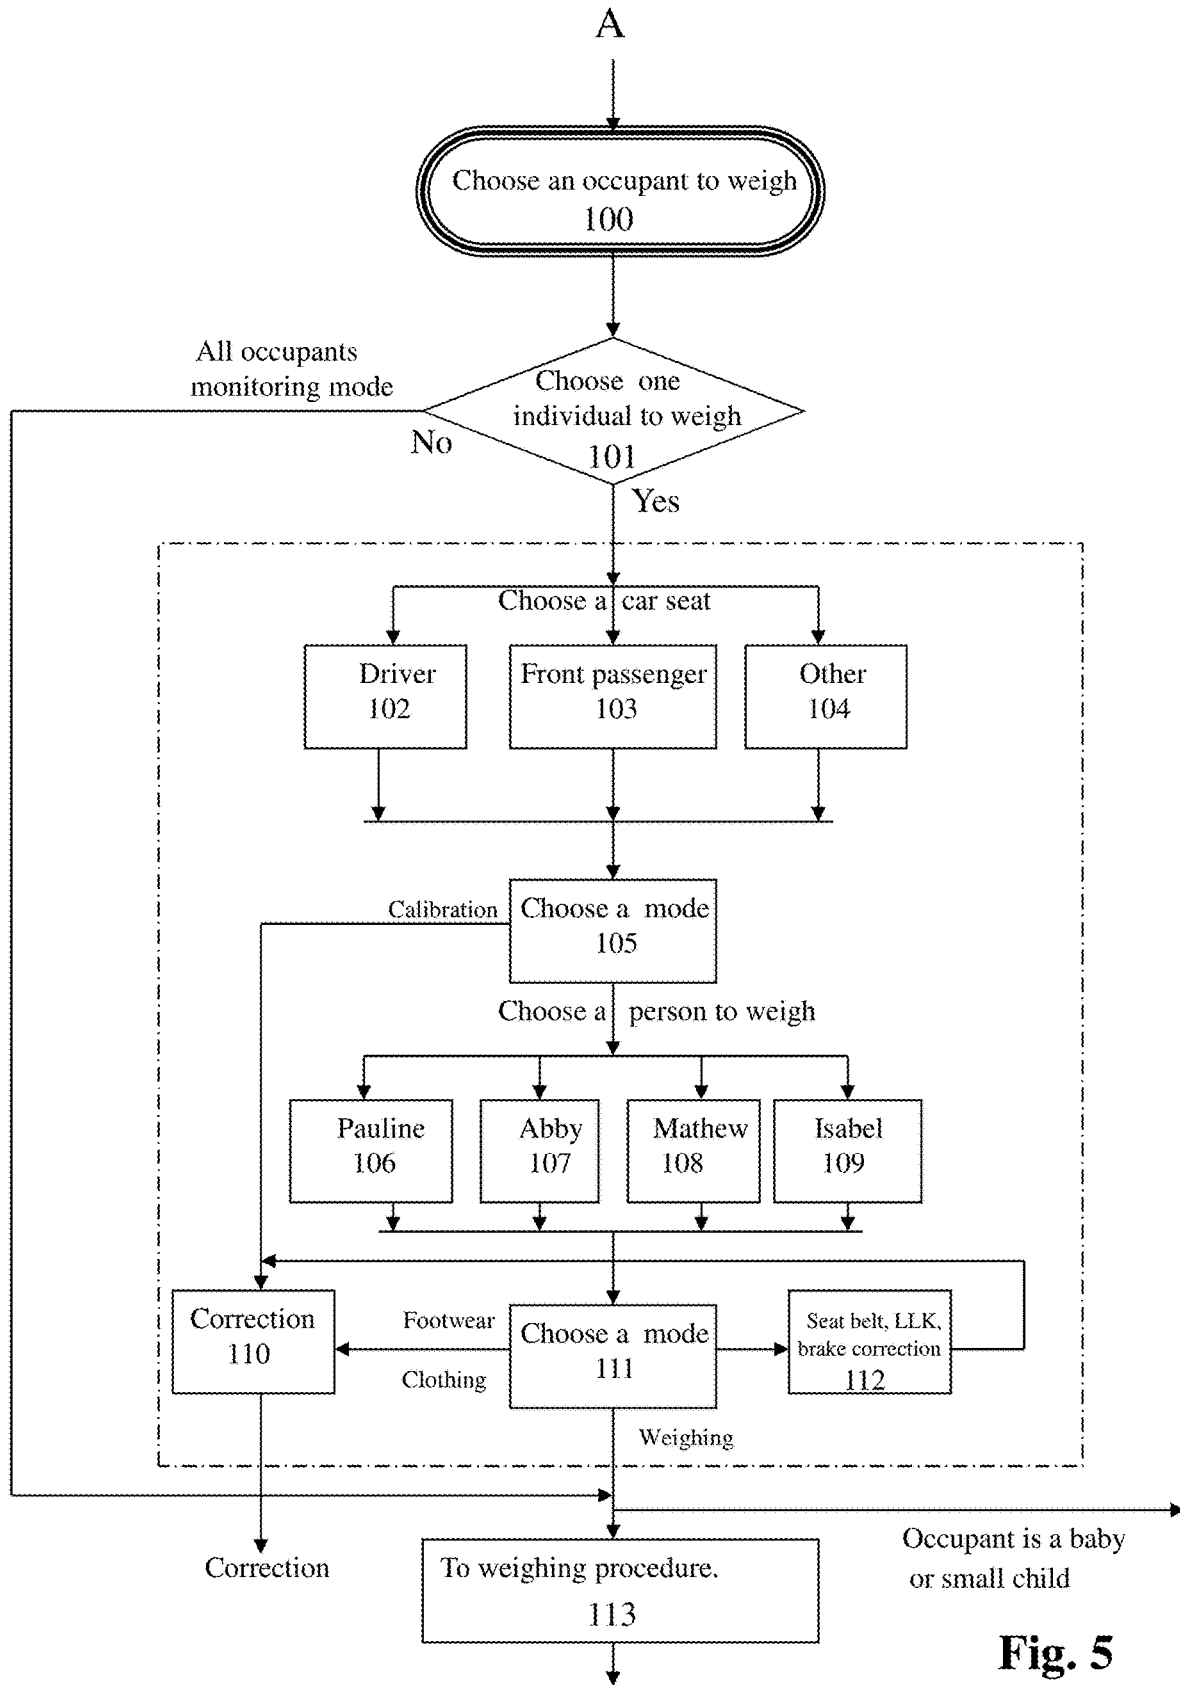 A
Choose an occupant to weigh
100
All occupants
monitoring mode
Choose one
individual to weigh
101
No
Yes
Choose a car seat
Driver
102
Front passenger
103
Other
104
Calibration
Choose a mode
105
Choose a person to weigh
Pauline
106
Abby
107
Mathew
108
Isabel
109
Correction
110
Footwear
Clothing
Choose a mode
111
Seat belt, LLK,
brake correction
112
Weighing
Correction
To weighing procedure.
113
Occupant is a baby
or small child
Fig. 5